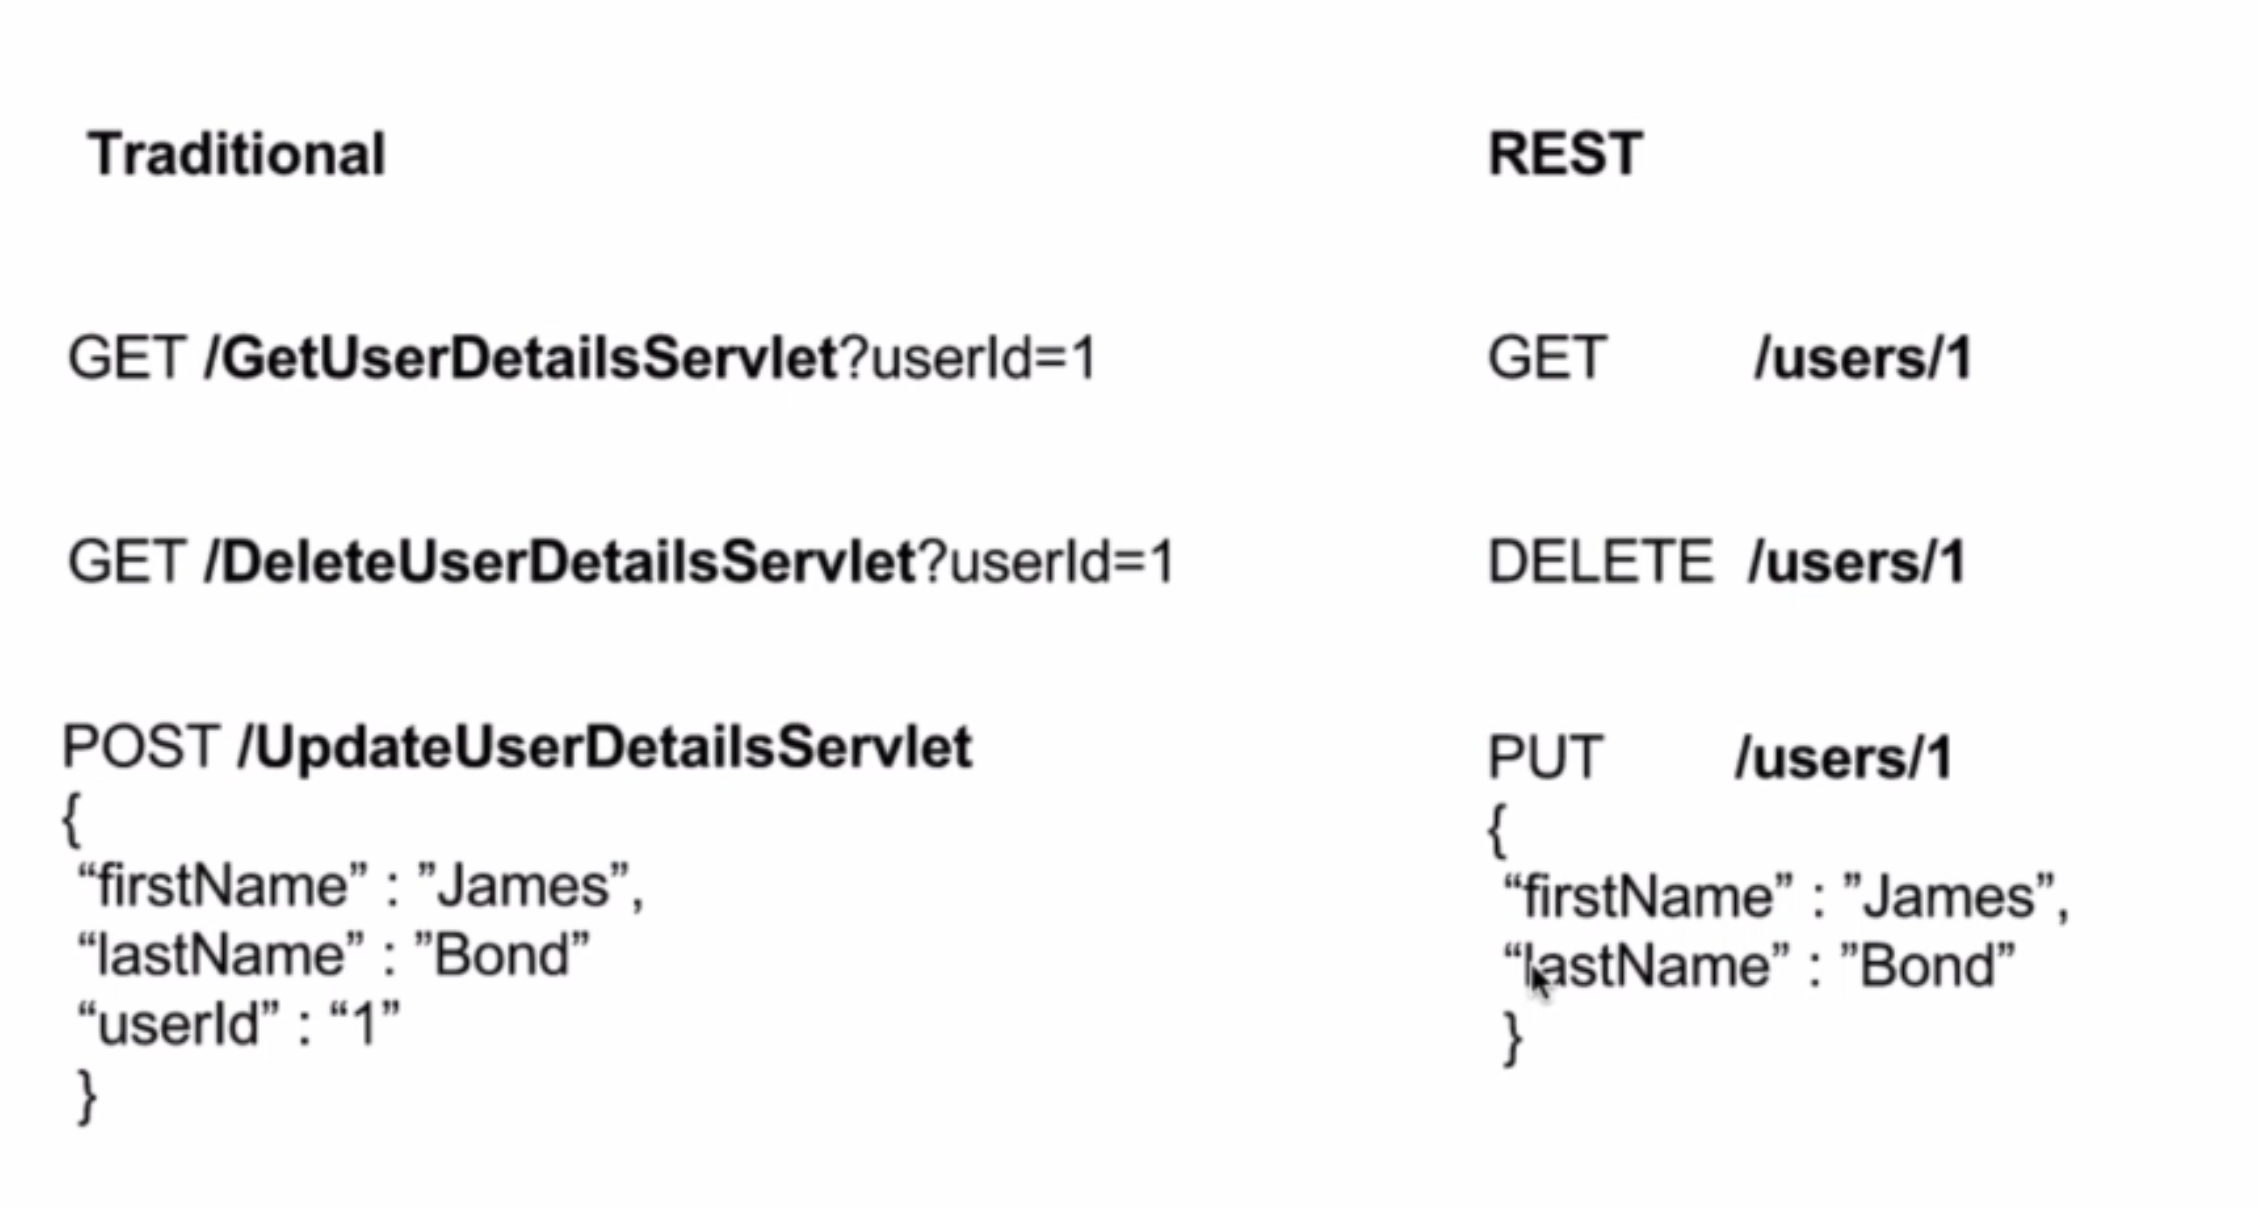 Traditional
GET /GetUserDetailsServlet?userId=1
GET /DeleteUserDetailsServlet?userId=1
POST /UpdateUserDetailsServlet
{
“firstName” : ”James”,
“lastName” : ”Bond”
“userId” : “1”
}
REST
GET /users/1
DELETE /users/1
PUT /users/1
{
“firstName” : ”James”,
“lastName” : ”Bond”
}